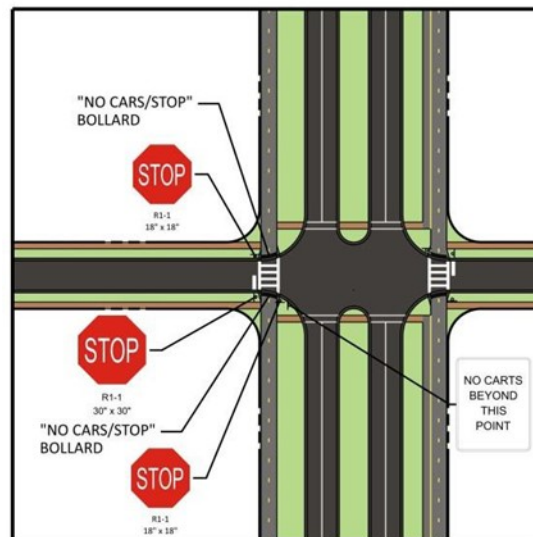 "NO CARS/STOP"
BOLLARD
STOP
R1-1
18" x 18"
STOP
R1-1
30" x 30"
"NO CARS/STOP"
BOLLARD
STOP
R1-1
18" x 18"
NO CARTS
BEYOND
THIS
POINT